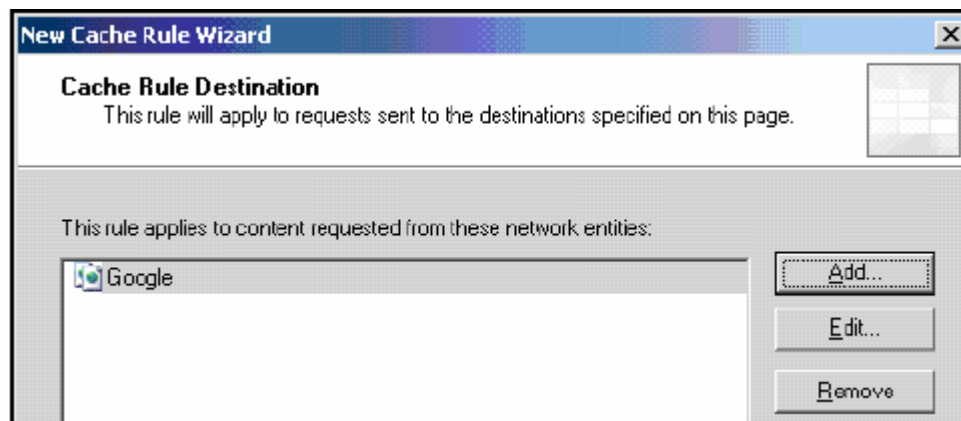 New Cache Rule Wizard
Cache Rule Destination
This rule will apply to requests sent to the destinations specified on this page.
This rule applies to content requested from these network entities:
Google
Add...
Edit...
Remove